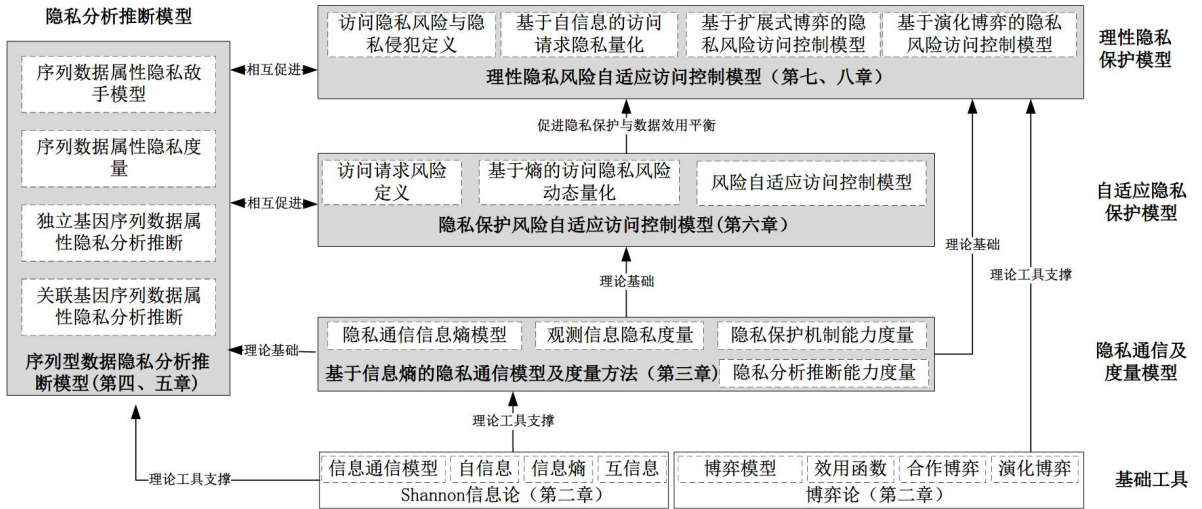 隐私分析推断模型
序列数据属性隐私敌
手模型
序列数据属性隐私度
量
独立基因序列数据属
性隐私分析推断
关联基因序列数据属
性隐私分析推断
序列型数据隐私分析推
断模型(第四、五章)
相互促进
相互促进
理论基础
理论工具支撑
访问隐私风险与隐
私侵犯定义
基于自信息的访问
请求隐私量化
基于扩展式博弈的隐
私风险访问控制模型
基于演化博弈的隐私
风险访问控制模型
理性隐私风险自适应访问控制模型（第七、八章）
理性隐私
保护模型
促进隐私保护与数据效用平衡
访问请求风险
定义
基于熵的访问隐私风险
动态量化
风险自适应访问控制模型
隐私保护风险自适应访问控制模型(第六章）
自适应隐私
保护模型
理论基础
理论基础
理论工具支撑
隐私通信信息熵模型
观测信息隐私度量
隐私保护机制能力度量
基于信息熵的隐私通信模型及度量方法（第三章）
隐私分析推断能力度量
隐私通信及
度量模型
理论工具支撑
信息通信模型
自信息
信息熵
互信息
Shannon信息论（第二章）
博弈模型
效用函数
合作博弈
演化博弈
博弈论（第二章）
基础工具